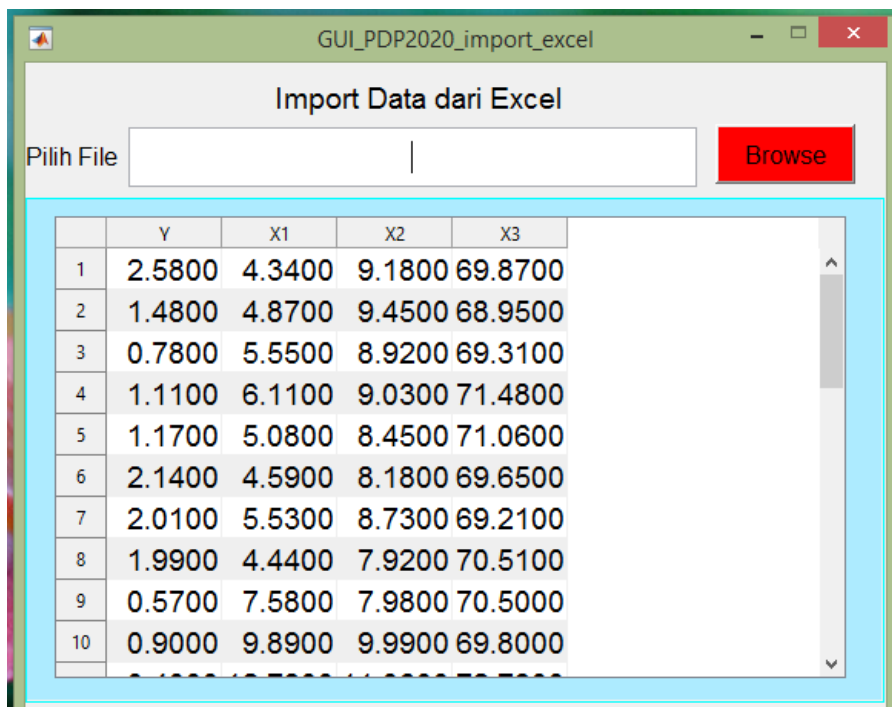 GUI_PDP2020_import_excel
Import Data dari Excel
Pilih File Browse
Y X1 X2 X3
1 2.5800 4.3400 9.1800 69.8700
2 1.4800 4.8700 9.4500 68.9500
3 0.7800 5.5500 8.9200 69.3100
4 1.1100 6.1100 9.0300 71.4800
5 1.1700 5.0800 8.4500 71.0600
6 2.1400 4.5900 8.1800 69.6500
7 2.0100 5.5300 8.7300 69.2100
8 1.9900 4.4400 7.9200 70.5100
9 0.5700 7.5800 7.9800 70.5000
10 0.9000 9.8900 9.9900 69.8000